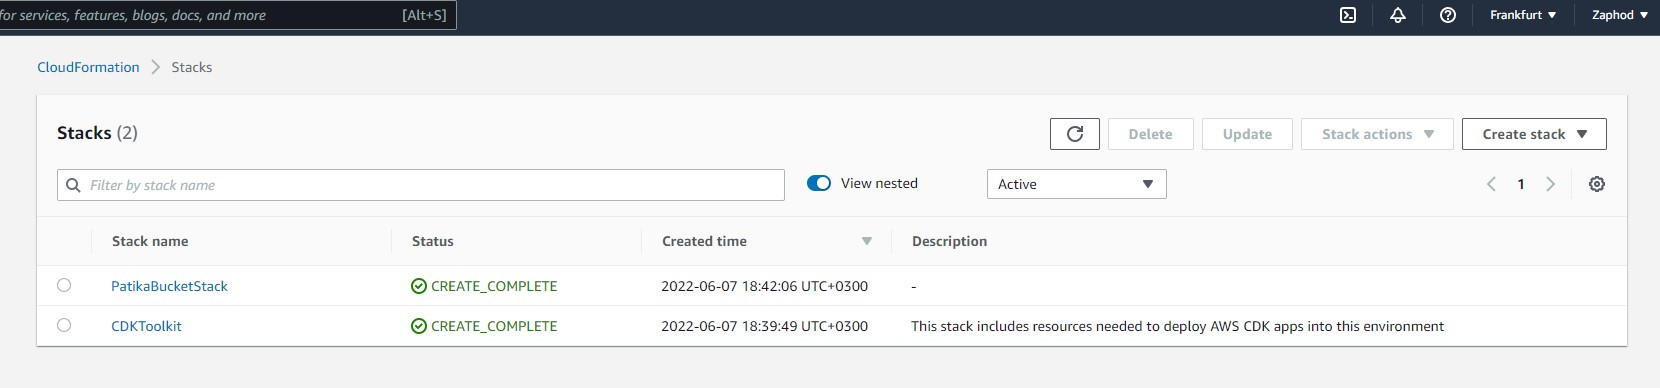 for services, features, blogs, docs, and more [Alt+S] Frankfurt Zaphod
CloudFormation Stacks
Stacks (2) Delete Update Stack actions Create stack
Filter by stack name View nested Active 1
Stack name Status Created time Description
PatikaBucketStack CREATE_COMPLETE 2022-06-07 18:42:06 UTC+0300 -
CDKToolkit CREATE_COMPLETE 2022-06-07 18:39:49 UTC+0300 This stack includes resources needed to deploy AWS CDK apps into this environment